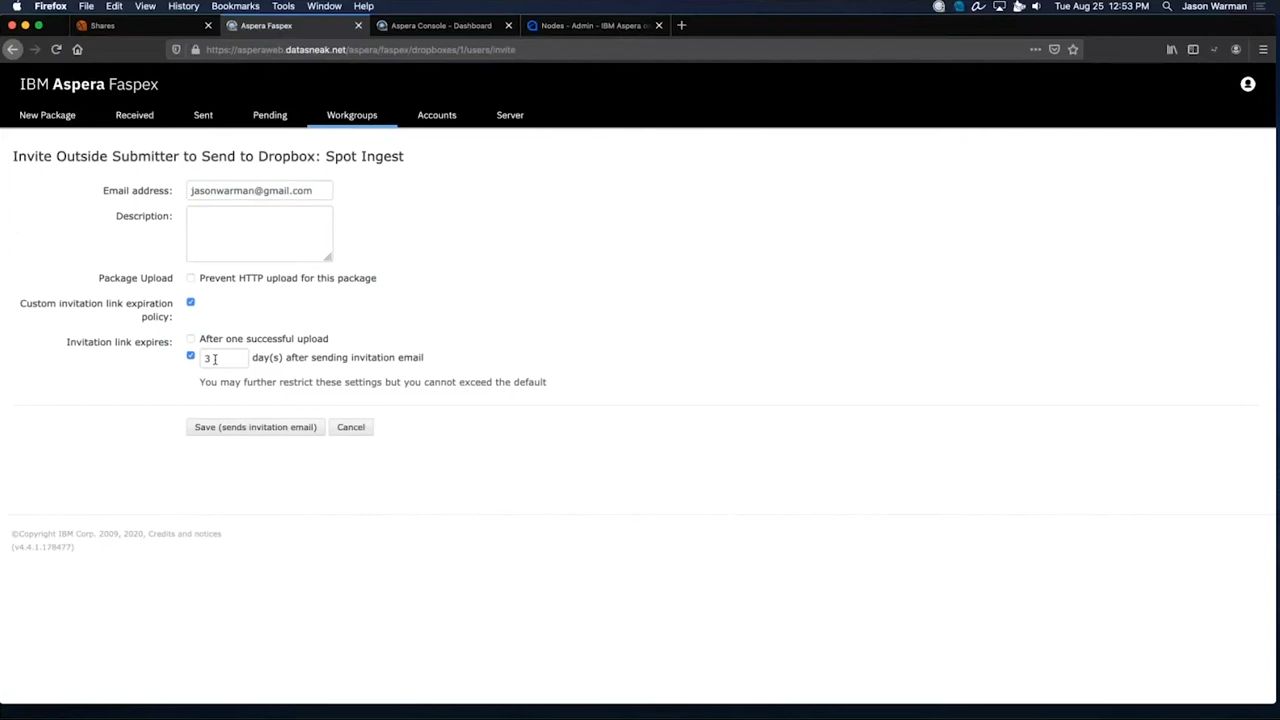 Firefox File Edit View History Bookmarks Tools Window Help Tue Aug 25 12:53 PM Jason Warman
Shares Aspera Faspex Aspera Console - Dashboard Nodes - Admin - IBM Aspera o
https://asperaweb.datasneak.net/aspera/faspex/dropboxes/1/users/invite
IBM Aspera Faspex
New Package Received Sent Pending Workgroups Accounts Server
Invite Outside Submitter to Send to Dropbox: Spot Ingest
Email address: jasonwarman@gmail.com
Description:
Package Upload Prevent HTTP upload for this package
Custom invitation link expiration
policy:
Invitation link expires: After one successful upload
3 day(s) after sending invitation email
You may further restrict these settings but you cannot exceed the default
Save (sends invitation email) Cancel
©Copyright IBM Corp. 2009, 2020, Credits and notices
(v4.4.1.178477)